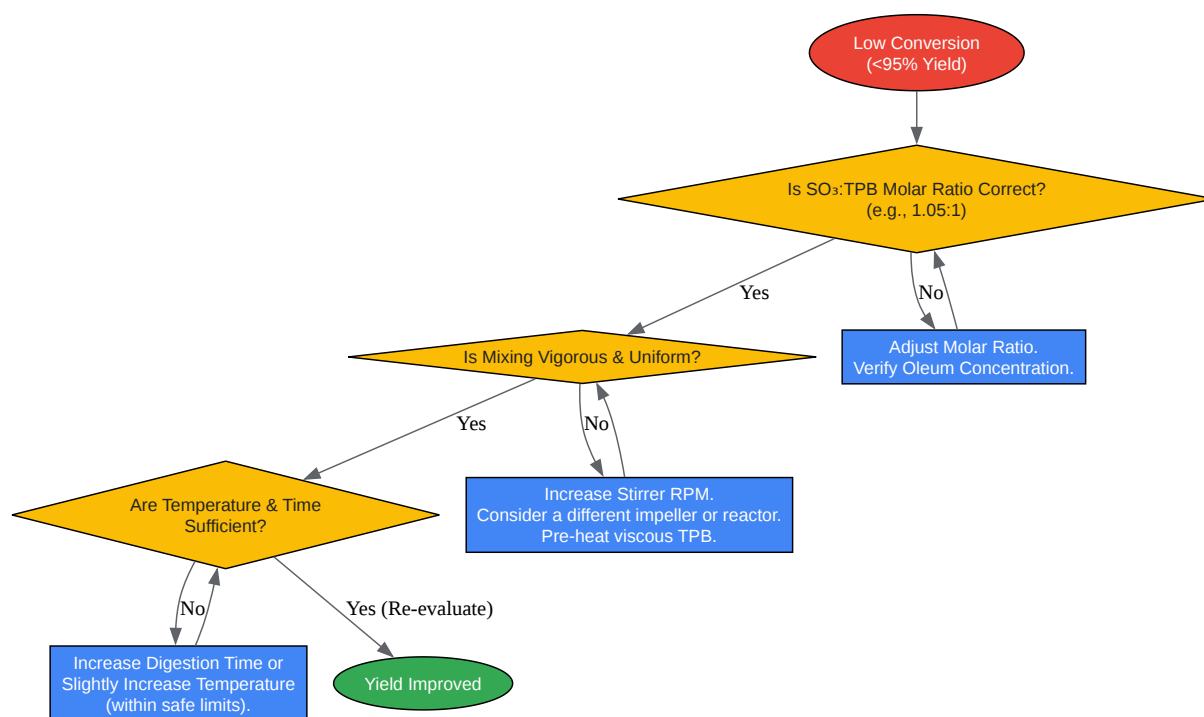 Low Conversion
(<95% Yield)
Is SO₃:TPB Molar Ratio Correct?
(e.g., 1.05:1)
Yes
No
Adjust Molar Ratio.
Verify Oleum Concentration.
Is Mixing Vigorous & Uniform?
Yes
No
Increase Stirrer RPM.
Consider a different impeller or reactor.
Pre-heat viscous TPB.
Are Temperature & Time
Sufficient?
No
Yes (Re-evaluate)
Increase Digestion Time or
Slightly Increase Temperature
(within safe limits).
Yield Improved